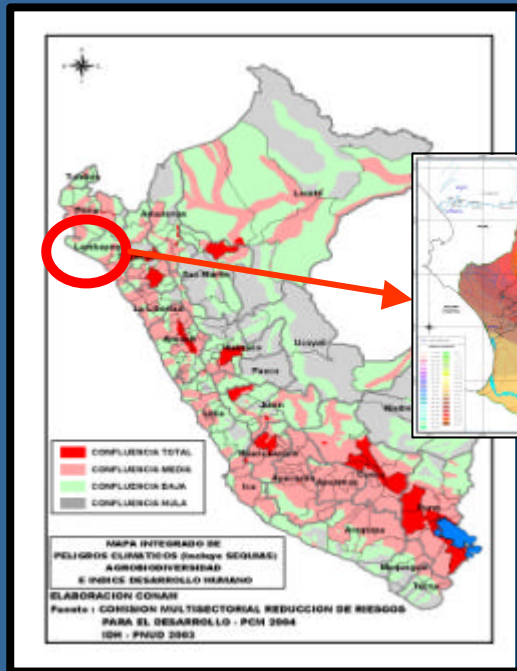 Tumbes
Piura
Loreto
Amazonas
Lambayeq
San Martin
La Libertad
Ancash
Huanuco
Ucayali
Pasco
Junin
Lima
Huancavelica
Cusco
Ica
Ayacucho
Apurimac
Puno
Arequipa
Moquegua
Tacna
CONFLUENCIA TOTAL
CONFLUENCIA MEDIA
CONFLUENCIA BAJA
CONFLUENCIA NULA
MAPA INTEGRADO DE
PELIGROS CLIMATICOS (Incluye SEQUIAS)
AGROBIODIVERSIDAD
E INDICE DESARROLLO HUMANO
ELABORACION CONAM
Fuente : COMISION MULTISECTORIAL REDUCCION DE RIESGOS
PARA EL DESARROLLO - PCM 2004
IDH - PNUD 2003